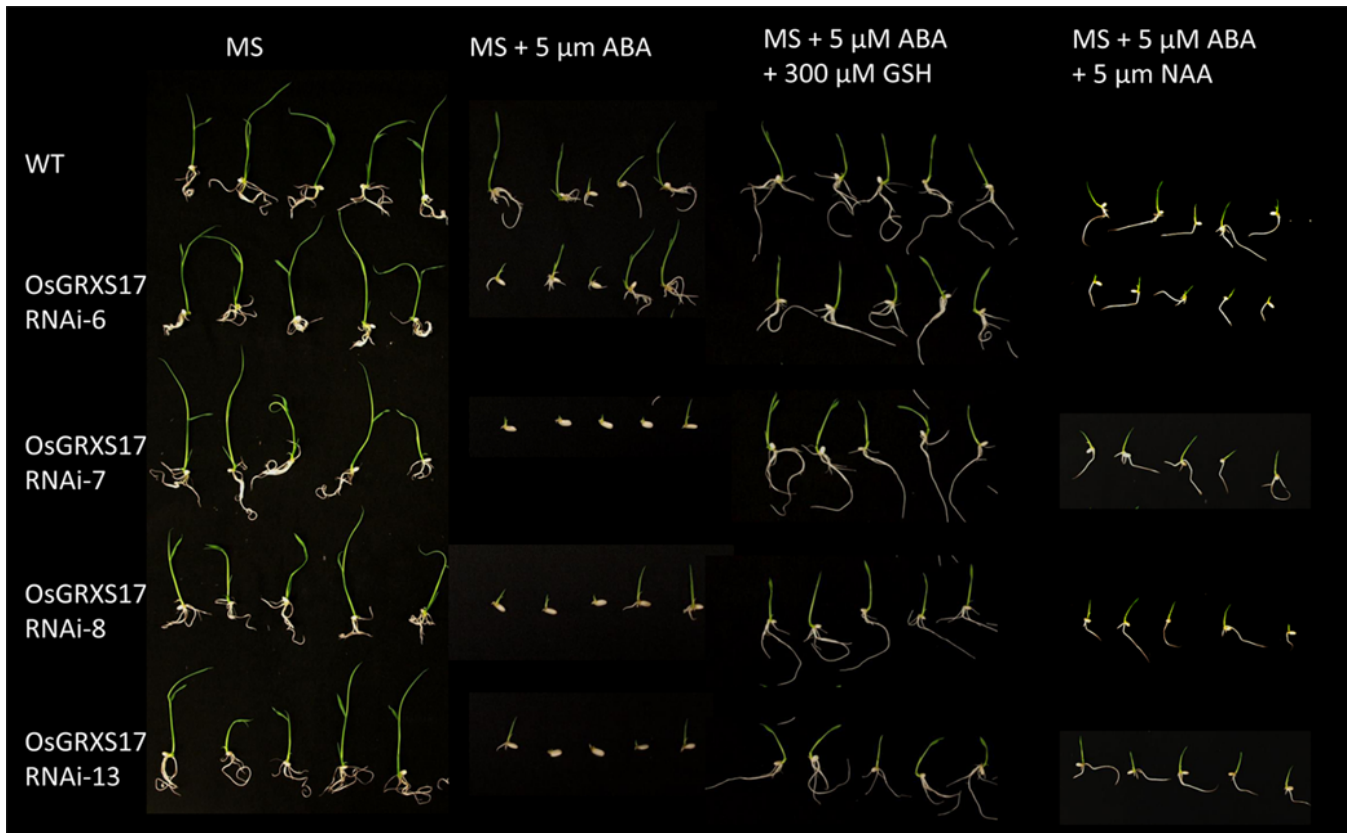 MS
MS + 5 μm ABA
MS + 5 μM ABA
+ 300 μM GSH
MS + 5 μM ABA
+ 5 μm NAA
WT
OsGRXS17
RNAi-6
OsGRXS17
RNAi-7
OsGRXS17
RNAi-8
OsGRXS17
RNAi-13